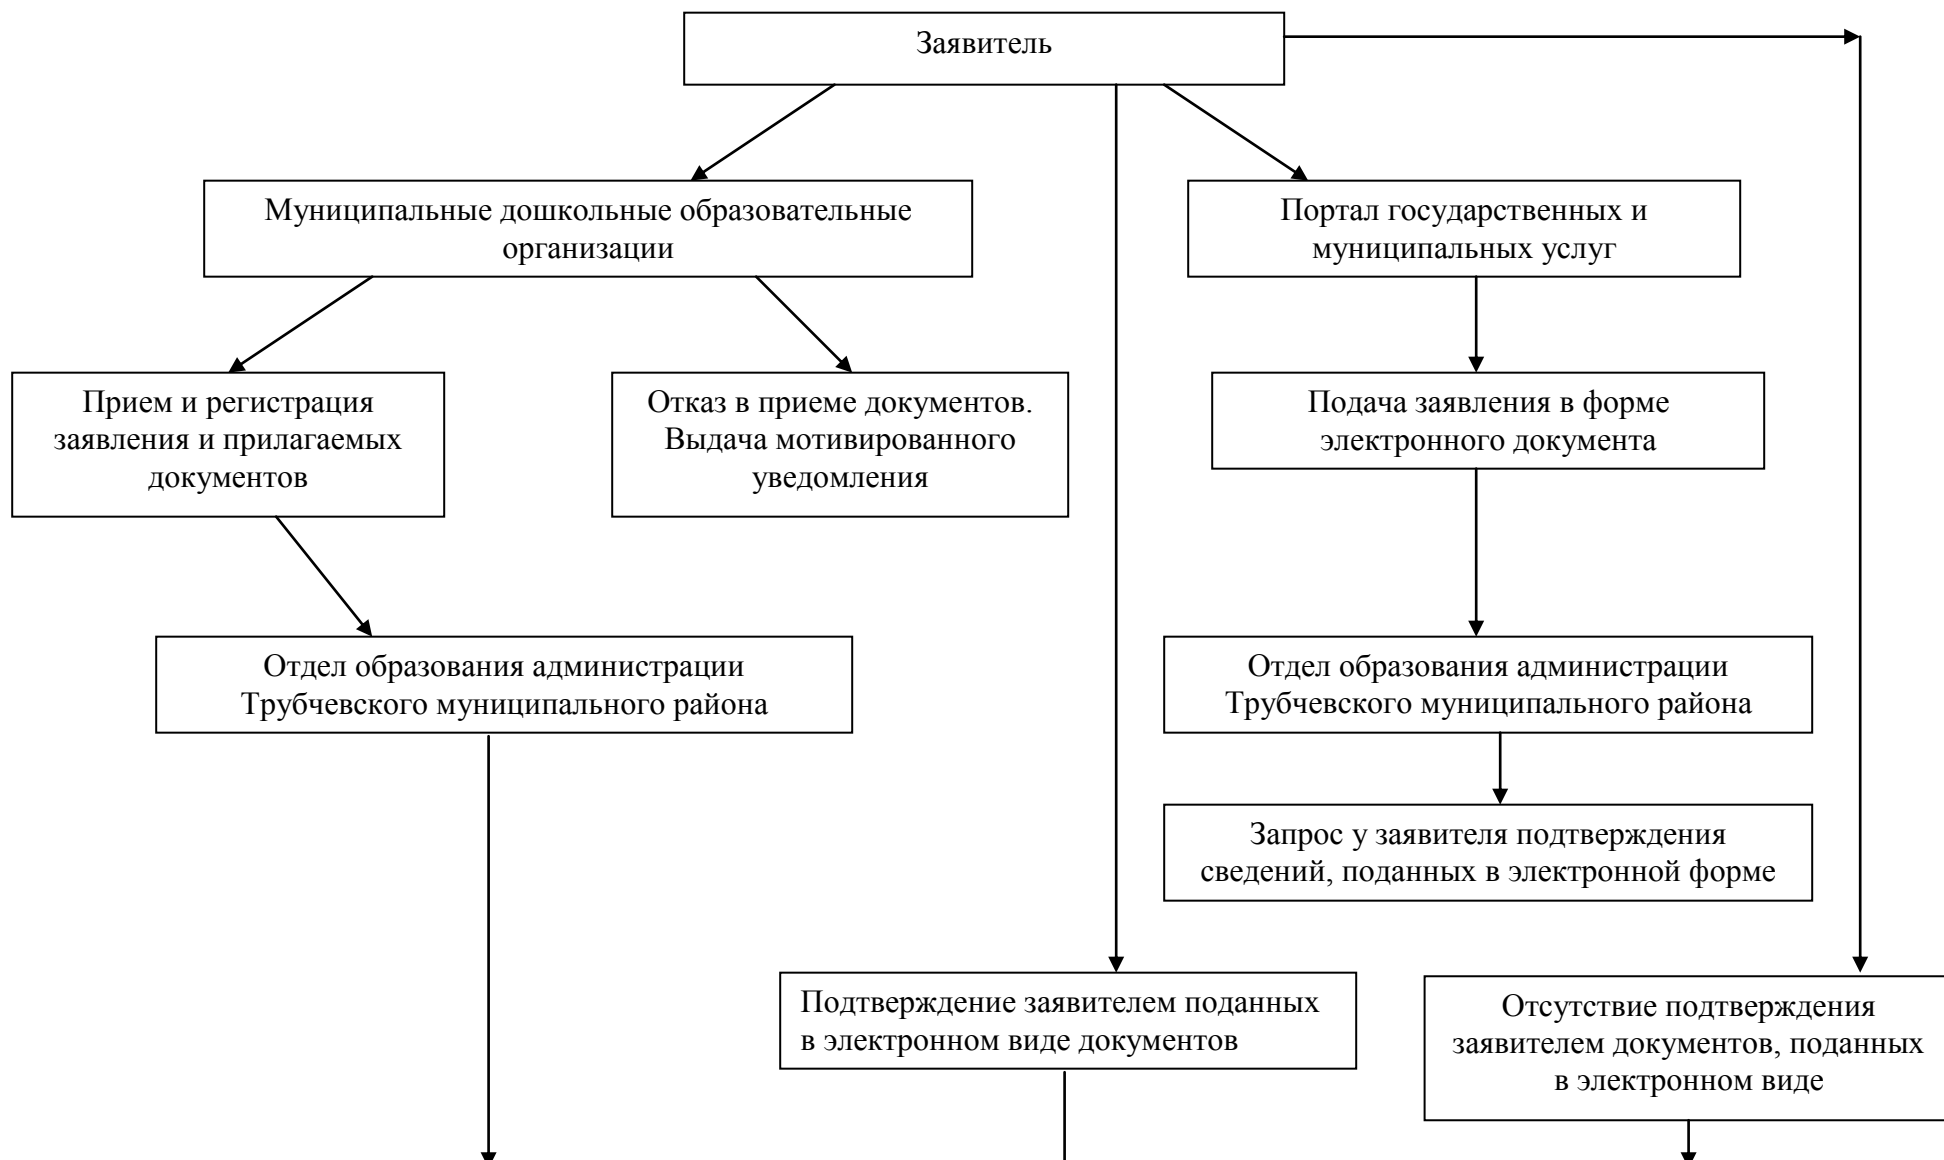 Заявитель
Муниципальные дошкольные образовательные
организации
Портал государственных и
муниципальных услуг
Прием и регистрация
заявления и прилагаемых
документов
Отказ в приеме документов.
Выдача мотивированного
уведомления
Подача заявления в форме
электронного документа
Отдел образования администрации
Трубчевского муниципального района
Отдел образования администрации
Трубчевского муниципального района
Запрос у заявителя подтверждения
сведений, поданных в электронной форме
Подтверждение заявителем поданных
в электронном виде документов
Отсутствие подтверждения
заявителем документов, поданных
в электронном виде